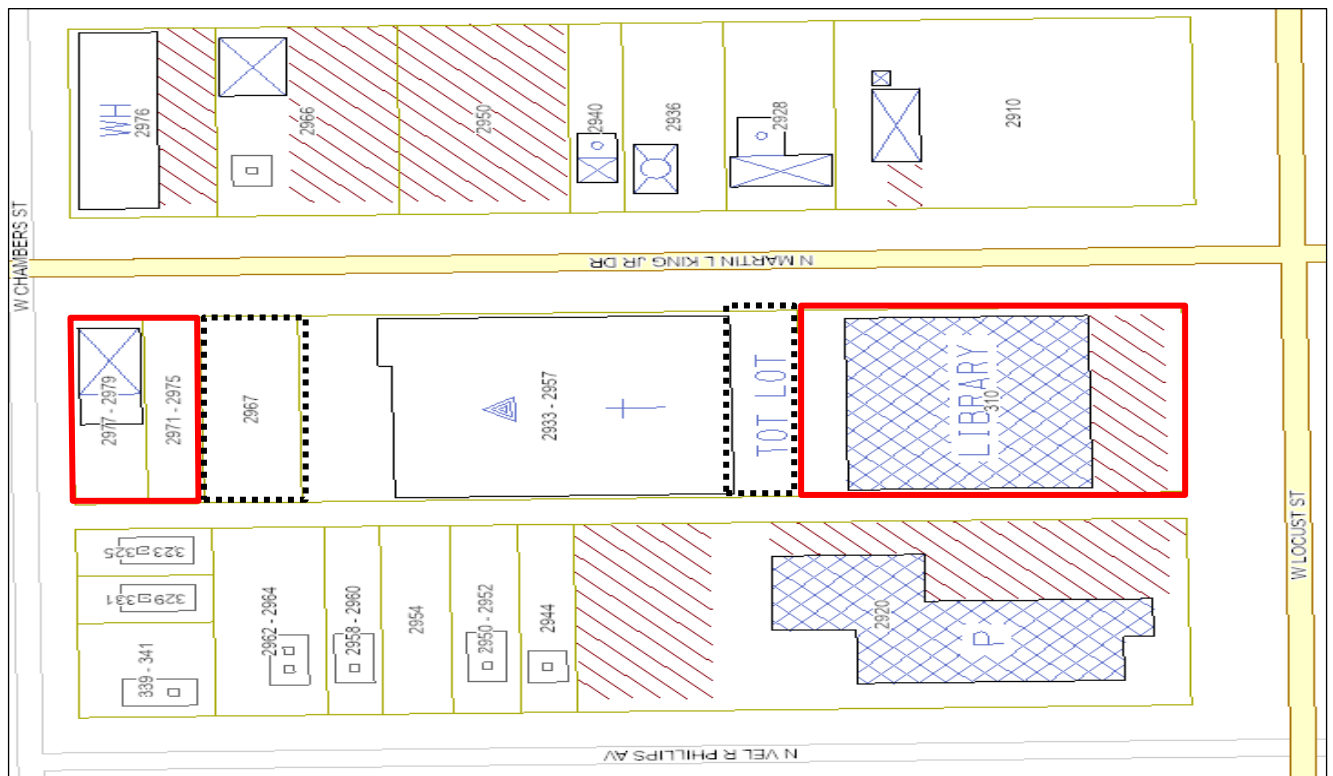 WH
2976
2966
2950
2940
2936
2928
2910
W CHAMBERS ST
N MARTIN L KING JR DR
2977 - 2979
2971 - 2975
2967
2933 - 2957
TOT LOT
LIBRARY
310
W LOCUST ST
323 325
329 331
339 - 341
2962 - 2964
2958 - 2960
2954
2950 - 2952
2944
2920
P
N VEL R PHILLIPS AV